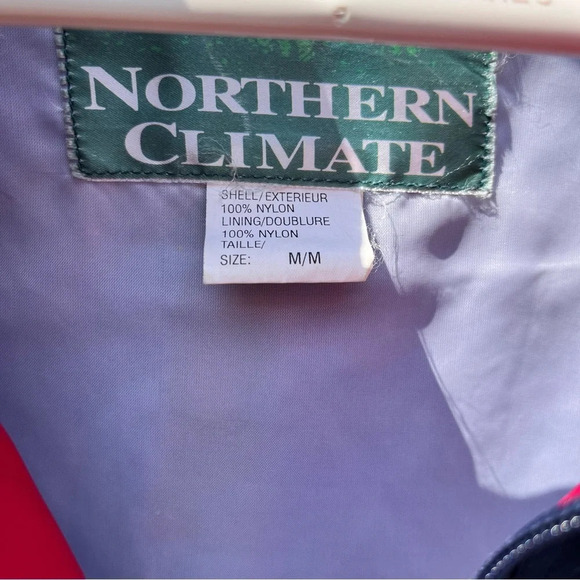 NORTHERN
CLIMATE
SHELL/EXTERIEUR
100% NYLON
LINING/DOUBLURE
100% NYLON
TAILLE/
SIZE: M/M